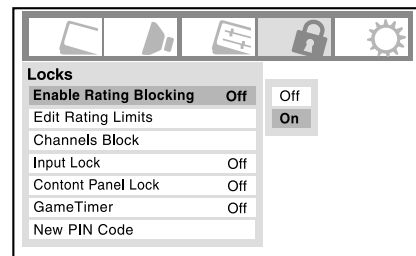 Locks
Enable Rating Blocking Off Off
Edit Rating Limits On
Channels Block
Input Lock Off
Contont Panel Lock Off
GameTimer Off
New PIN Code